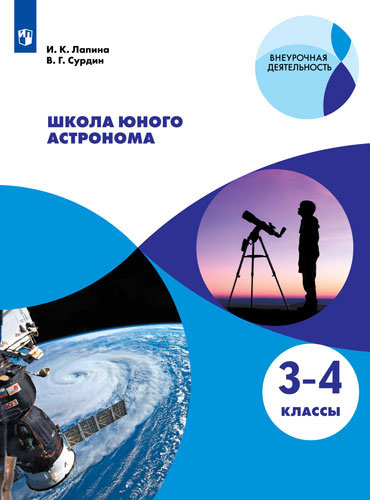 И. К. Лапина
В. Г. Сурдин
ВНЕУРОЧНАЯ
ДЕЯТЕЛЬНОСТЬ
ШКОЛА ЮНОГО
АСТРОНОМА
3–4
КЛАССЫ